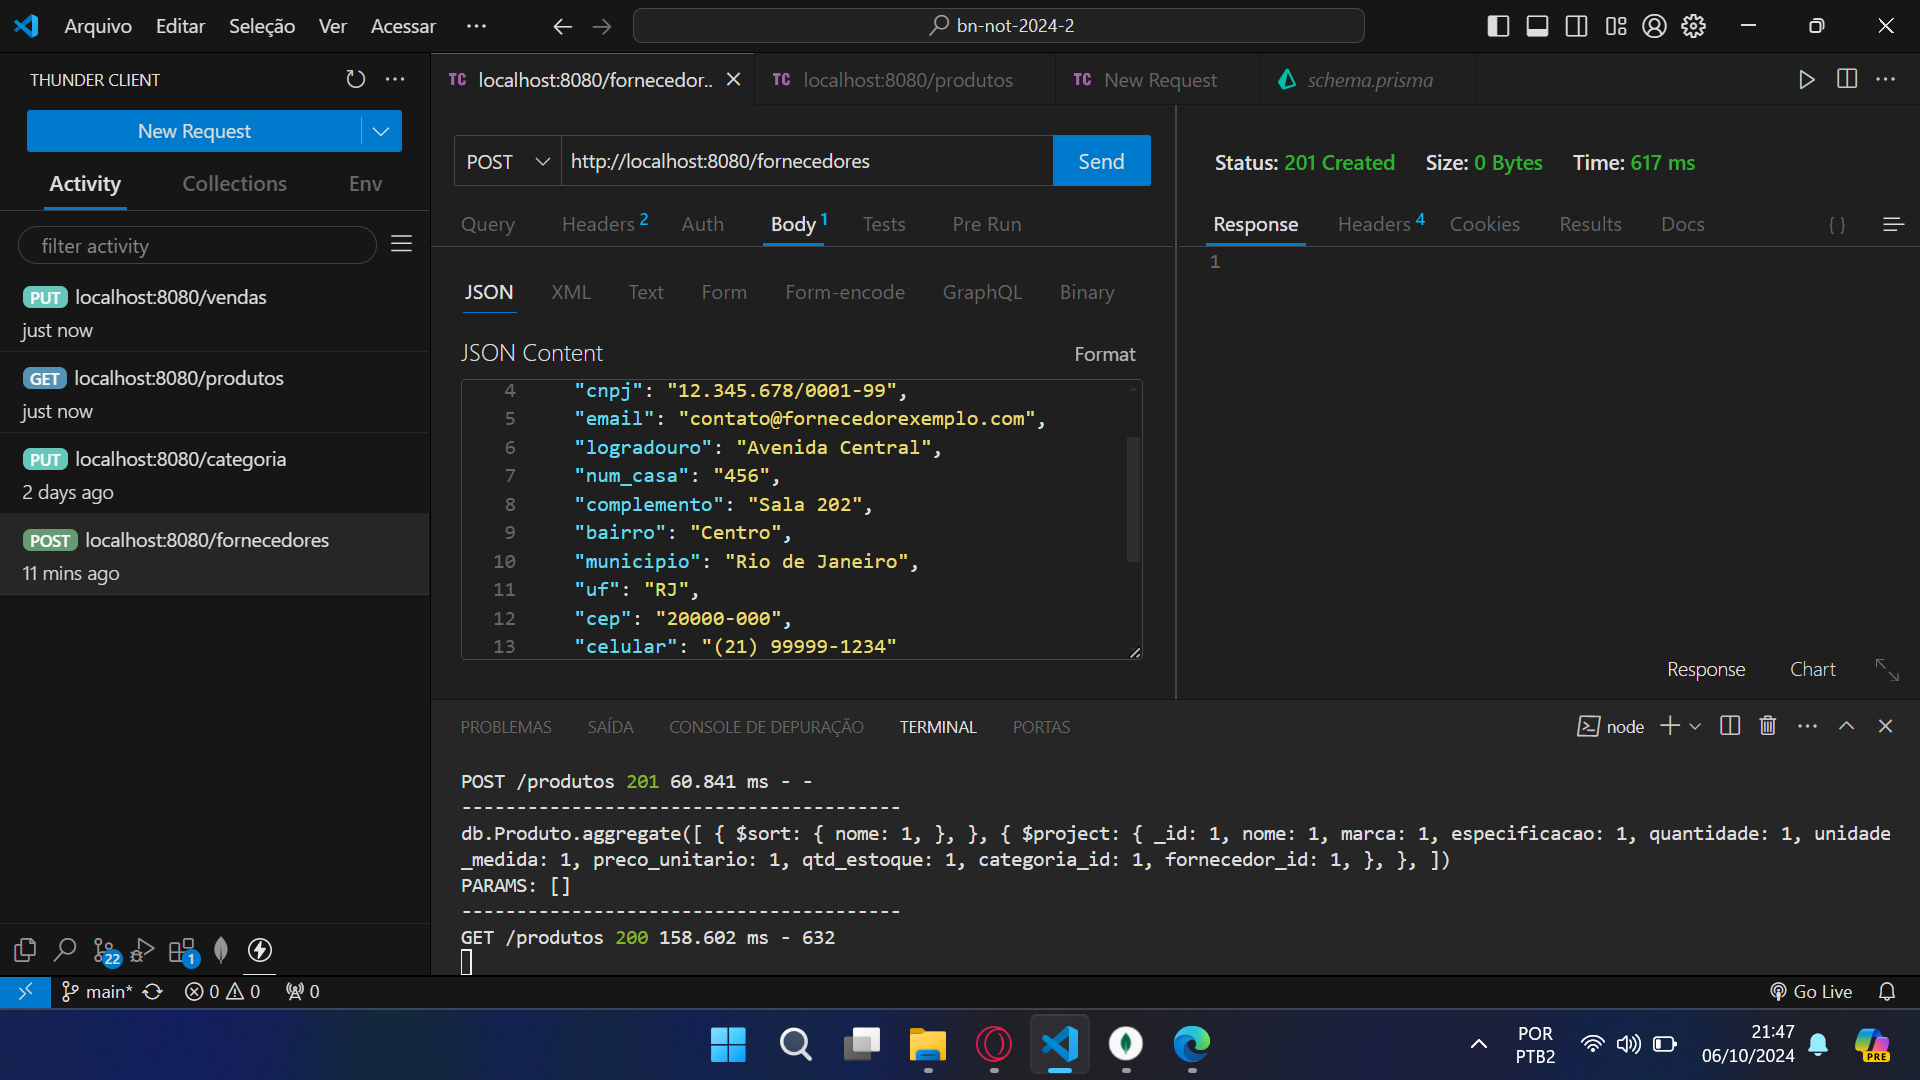 Arquivo Editar Seleção Ver Acessar ··· bn-not-2024-2
THUNDER CLIENT
New Request
Activity Collections Env
filter activity
PUT localhost:8080/vendas
just now
GET localhost:8080/produtos
just now
PUT localhost:8080/categoria
2 days ago
POST localhost:8080/fornecedores
11 mins ago
TC localhost:8080/fornecedor.. TC localhost:8080/produtos TC New Request schema.prisma
POST http://localhost:8080/fornecedores Send
Query Headers 2 Auth Body 1 Tests Pre Run
JSON XML Text Form Form-encode GraphQL Binary
JSON Content Format
4 "cnpj": "12.345.678/0001-99",
5 "email": "contato@fornecedorexemplo.com",
6 "logradouro": "Avenida Central",
7 "num_casa": "456",
8 "complemento": "Sala 202",
9 "bairro": "Centro",
10 "municipio": "Rio de Janeiro",
11 "uf": "RJ",
12 "cep": "20000-000",
13 "celular": "(21) 99999-1234"
Status: 201 Created Size: 0 Bytes Time: 617 ms
Response Headers 4 Cookies Results Docs { }
1
Response Chart
PROBLEMAS SAÍDA CONSOLE DE DEPURAÇÃO TERMINAL PORTAS node
POST /produtos 201 60.841 ms - -
----------------------------------------
db.Produto.aggregate([ { $sort: { nome: 1, }, }, { $project: { _id: 1, nome: 1, marca: 1, especificacao: 1, quantidade: 1, unidade
_medida: 1, preco_unitario: 1, qtd_estoque: 1, categoria_id: 1, fornecedor_id: 1, }, }, ])
PARAMS: []
----------------------------------------
GET /produtos 200 158.602 ms - 632
22 1
main* 0 0 0 Go Live
POR
PTB2
21:47
06/10/2024
PRE